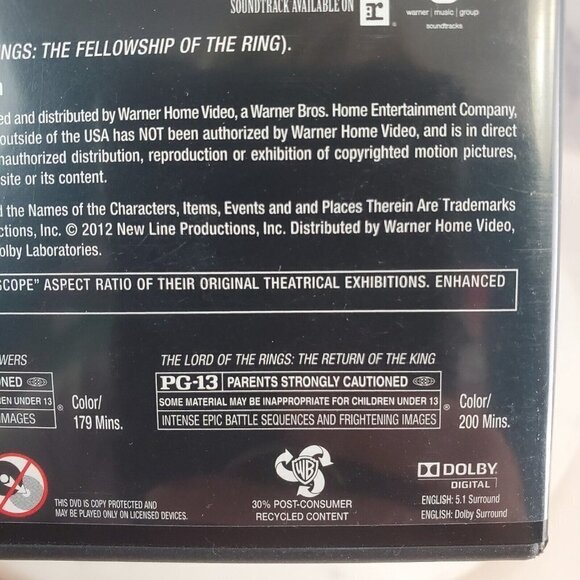 SOUNDTRACK AVAILABLE ON
warner | music | group
soundtracks
INGS: THE FELLOWSHIP OF THE RING).
ed and distributed by Warner Home Video, a Warner Bros. Home Entertainment Company,
outside of the USA has NOT been authorized by Warner Home Video, and is in direct
nauthorized distribution, reproduction or exhibition of copyrighted motion pictures,
site or its content.
d the Names of the Characters, Items, Events and and Places Therein Are Trademarks
ctions, Inc. © 2012 New Line Productions, Inc. Distributed by Warner Home Video,
olby Laboratories.
SCOPE" ASPECT RATIO OF THEIR ORIGINAL THEATRICAL EXHIBITIONS. ENHANCED
WERS
NED
EN UNDER 13 ®
IMAGES
Color/
179 Mins.
THE LORD OF THE RINGS: THE RETURN OF THE KING
PG-13 PARENTS STRONGLY CAUTIONED
SOME MATERIAL MAY BE INAPPROPRIATE FOR CHILDREN UNDER 13 ®
INTENSE EPIC BATTLE SEQUENCES AND FRIGHTENING IMAGES
Color/
200 Mins.
THIS DVD IS COPY PROTECTED AND
MAY BE PLAYED ONLY ON LICENSED DEVICES.
WB
30% POST-CONSUMER
RECYCLED CONTENT
DOLBY
DIGITAL
ENGLISH: 5.1 Surround
ENGLISH: Dolby Surround